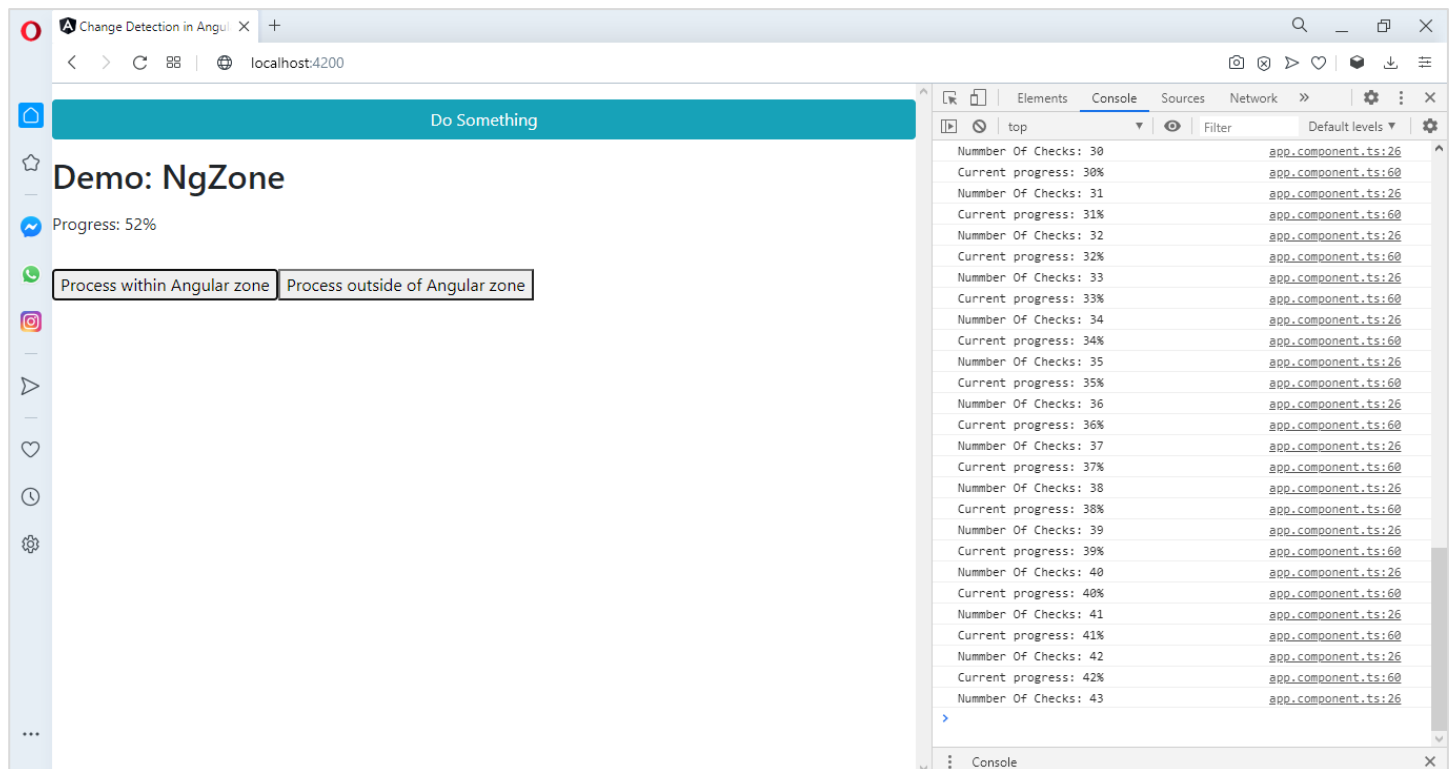 Change Detection in Angul
localhost:4200
Do Something
Demo: NgZone
Progress: 52%
Process within Angular zone Process outside of Angular zone
Elements Console Sources Network
top Filter Default levels
Nummber Of Checks: 30 app.component.ts:26
Current progress: 30% app.component.ts:60
Nummber Of Checks: 31 app.component.ts:26
Current progress: 31% app.component.ts:60
Nummber Of Checks: 32 app.component.ts:26
Current progress: 32% app.component.ts:60
Nummber Of Checks: 33 app.component.ts:26
Current progress: 33% app.component.ts:60
Nummber Of Checks: 34 app.component.ts:26
Current progress: 34% app.component.ts:60
Nummber Of Checks: 35 app.component.ts:26
Current progress: 35% app.component.ts:60
Nummber Of Checks: 36 app.component.ts:26
Current progress: 36% app.component.ts:60
Nummber Of Checks: 37 app.component.ts:26
Current progress: 37% app.component.ts:60
Nummber Of Checks: 38 app.component.ts:26
Current progress: 38% app.component.ts:60
Nummber Of Checks: 39 app.component.ts:26
Current progress: 39% app.component.ts:60
Nummber Of Checks: 40 app.component.ts:26
Current progress: 40% app.component.ts:60
Nummber Of Checks: 41 app.component.ts:26
Current progress: 41% app.component.ts:60
Nummber Of Checks: 42 app.component.ts:26
Current progress: 42% app.component.ts:60
Nummber Of Checks: 43 app.component.ts:26
Console